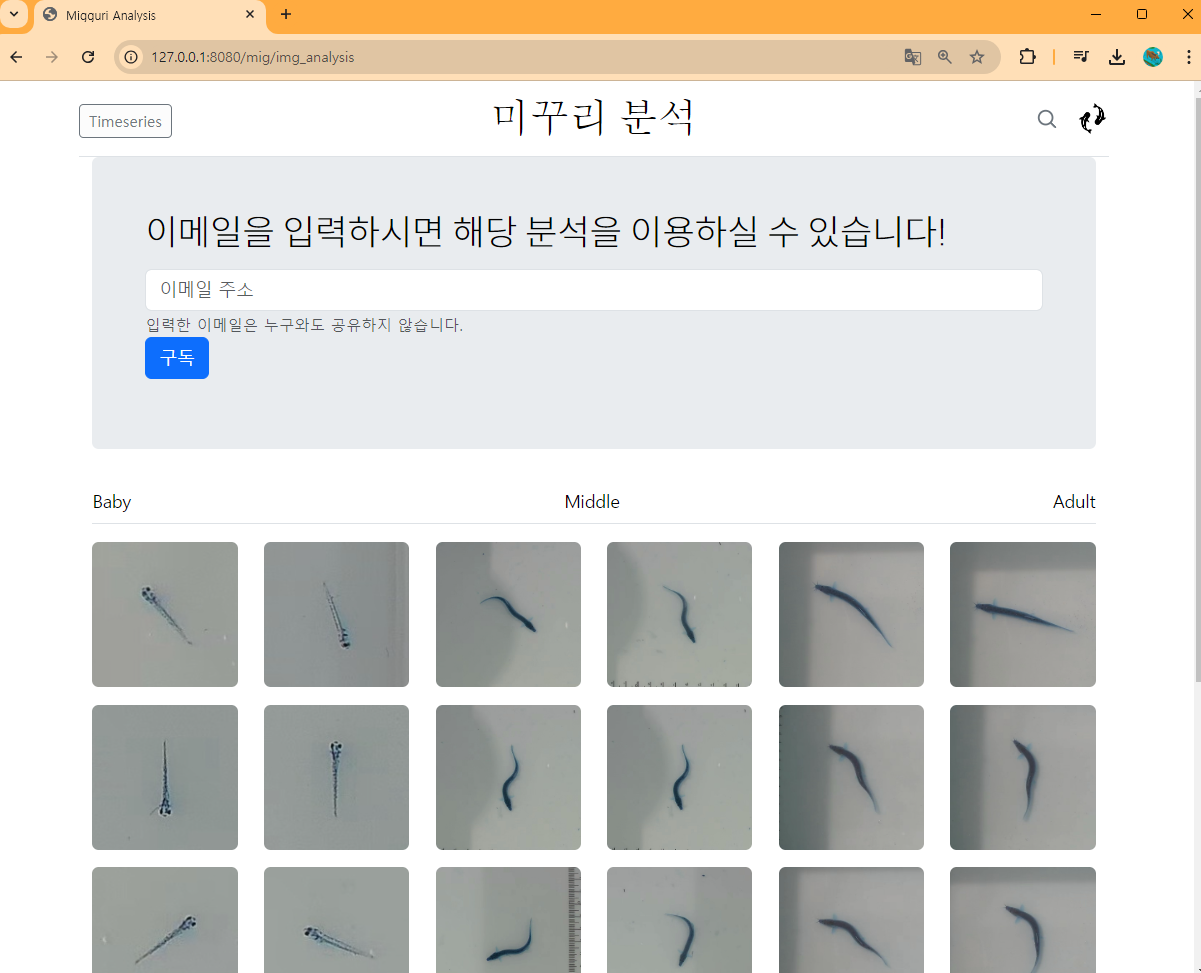 Miqquri Analysis
127.0.0.1:8080/mig/img_analysis
Timeseries
미꾸리 분석
이메일을 입력하시면 해당 분석을 이용하실 수 있습니다!
이메일 주소
입력한 이메일은 누구와도 공유하지 않습니다.
구독
Baby Middle Adult